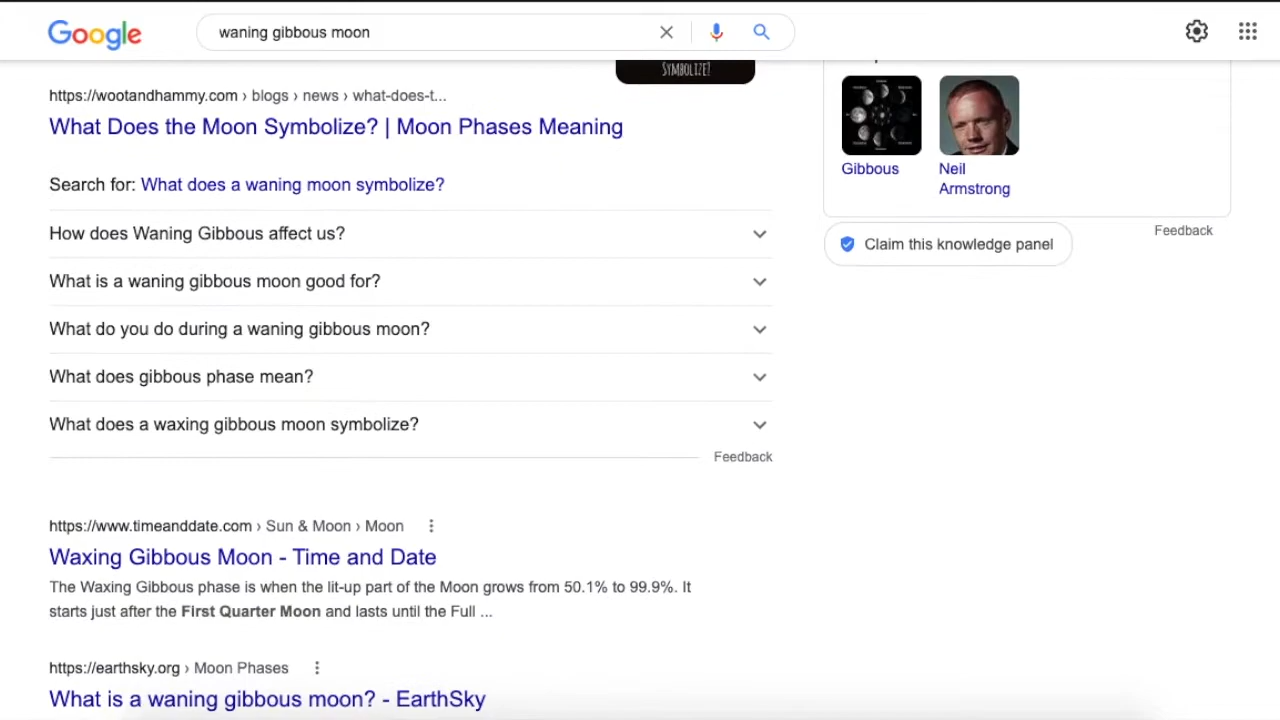 Google
waning gibbous moon
SYMBOLIZE?
https://wootandhammy.com › blogs › news › what-does-t...
What Does the Moon Symbolize? | Moon Phases Meaning
Search for: What does a waning moon symbolize?
How does Waning Gibbous affect us?
What is a waning gibbous moon good for?
What do you do during a waning gibbous moon?
What does gibbous phase mean?
What does a waxing gibbous moon symbolize?
Feedback
https://www.timeanddate.com › Sun & Moon › Moon
Waxing Gibbous Moon - Time and Date
The Waxing Gibbous phase is when the lit-up part of the Moon grows from 50.1% to 99.9%. It
starts just after the First Quarter Moon and lasts until the Full ...
https://earthsky.org › Moon Phases
What is a waning gibbous moon? - EarthSky
Gibbous
Neil
Armstrong
Feedback
Claim this knowledge panel